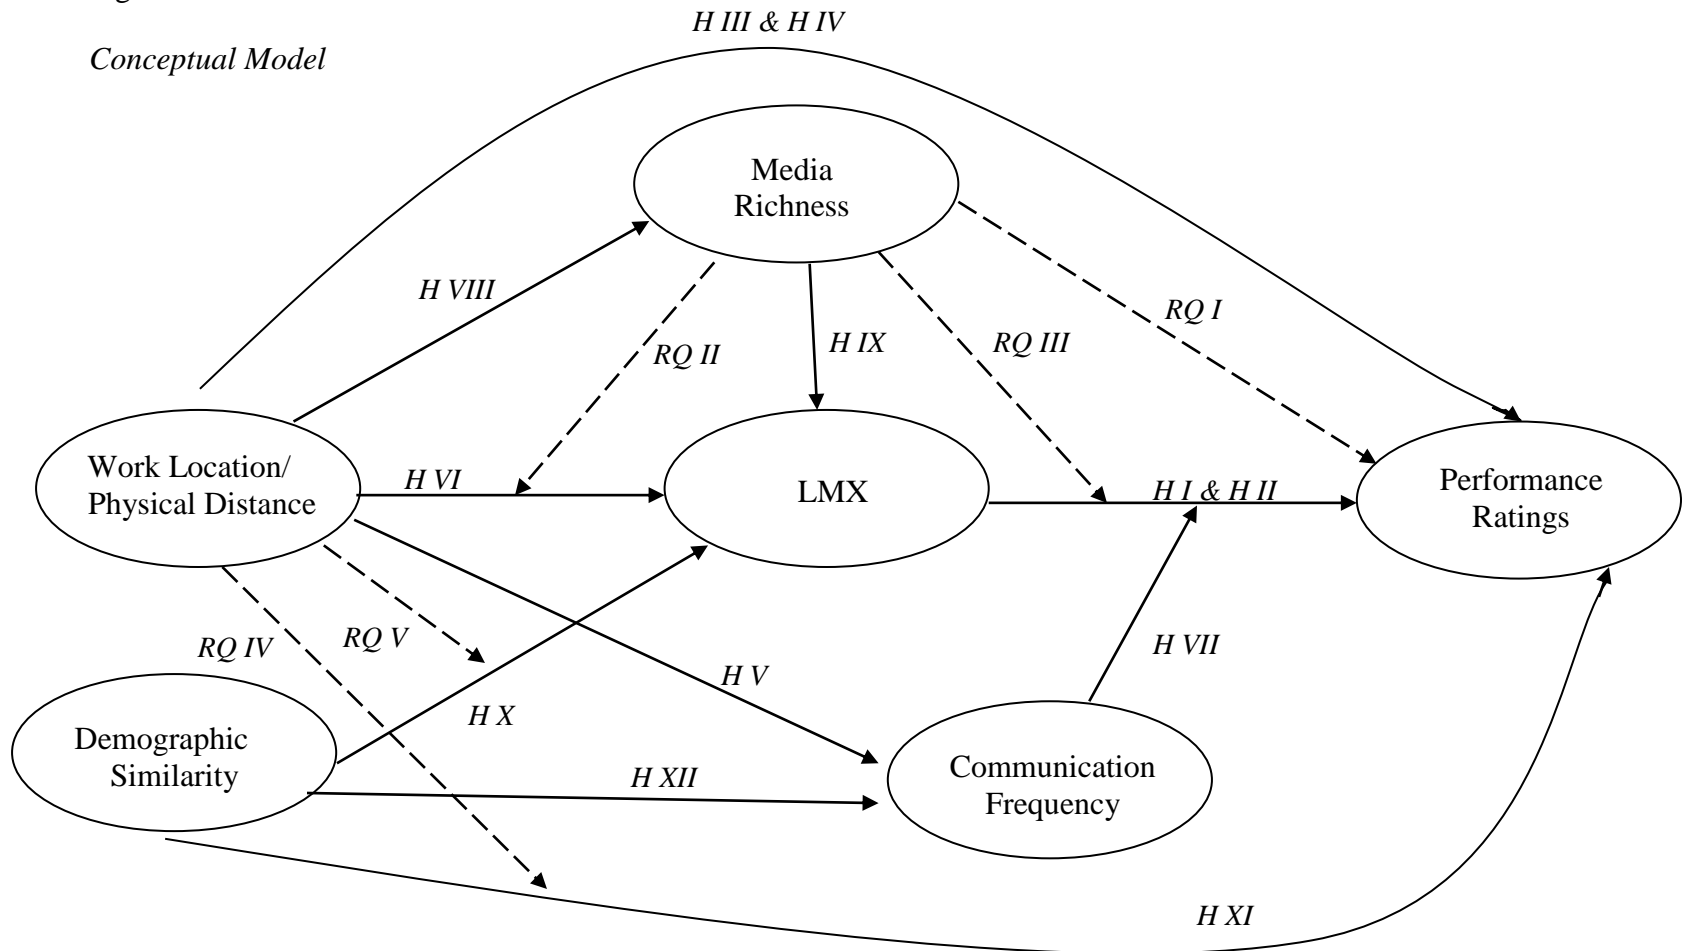 H III & H IV
Conceptual Model
Media
Richness
H VIII
RQ I
RQ II
H IX
RQ III
Work Location/
Physical Distance
H VI
LMX
H I & H II
Performance
Ratings
RQ IV
RQ V
H VII
H V
H X
Demographic
Similarity
H XII
Communication
Frequency
H XI